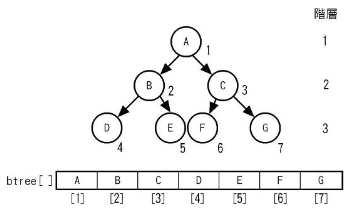 階層
A 1 1
B 2 C 3 2
D 4 E 5 F 6 G 7 3
btree[ ] A B C D E F G
[1] [2] [3] [4] [5] [6] [7]